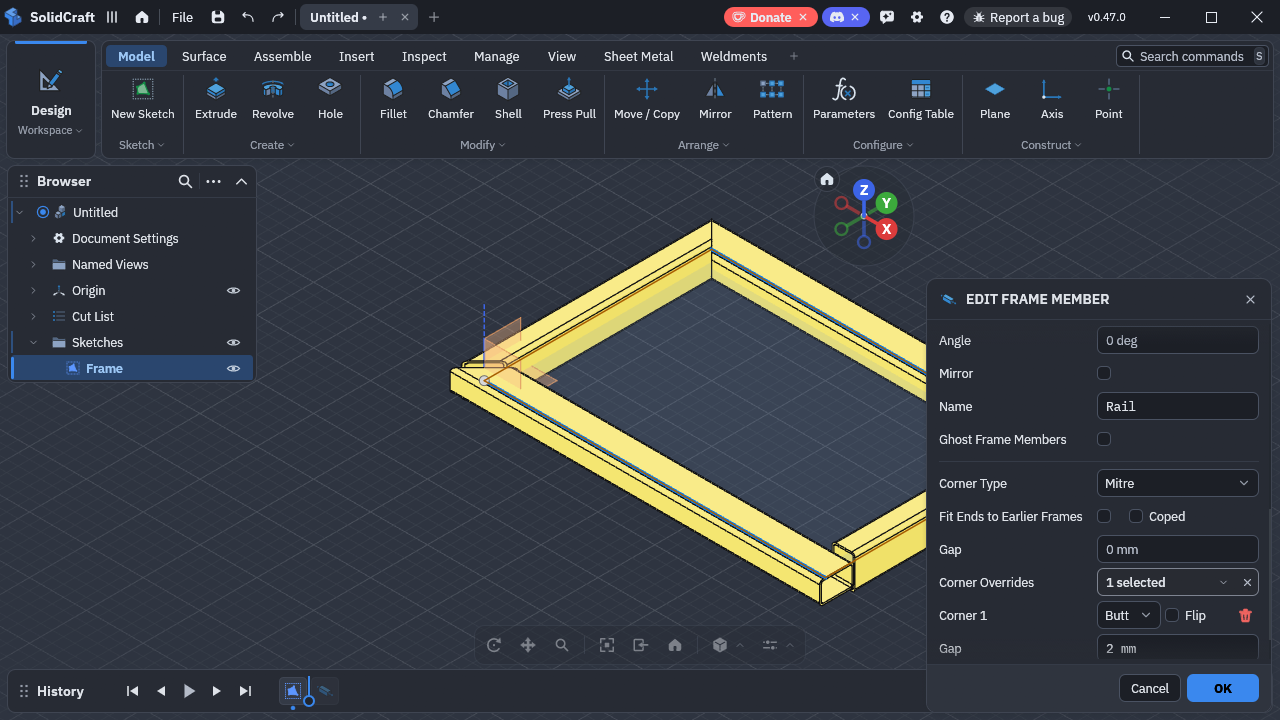 SolidCraft
File
Untitled •
Donate
Report a bug
v0.47.0
Design
Workspace
Model
Surface
Assemble
Insert
Inspect
Manage
View
Sheet Metal
Weldments
Search commands
S
New Sketch
Extrude
Revolve
Hole
Fillet
Chamfer
Shell
Press Pull
Move / Copy
Mirror
Pattern
Parameters
Config Table
Plane
Axis
Point
Sketch
Create
Modify
Arrange
Configure
Construct
Browser
Untitled
Document Settings
Named Views
Origin
Cut List
Sketches
Frame
Z
Y
X
EDIT FRAME MEMBER
Angle
0 deg
Mirror
Name
Rail
Ghost Frame Members
Corner Type
Mitre
Fit Ends to Earlier Frames
Coped
Gap
0 mm
Corner Overrides
1 selected
Corner 1
Butt
Flip
Gap
2 mm
Cancel
OK
History